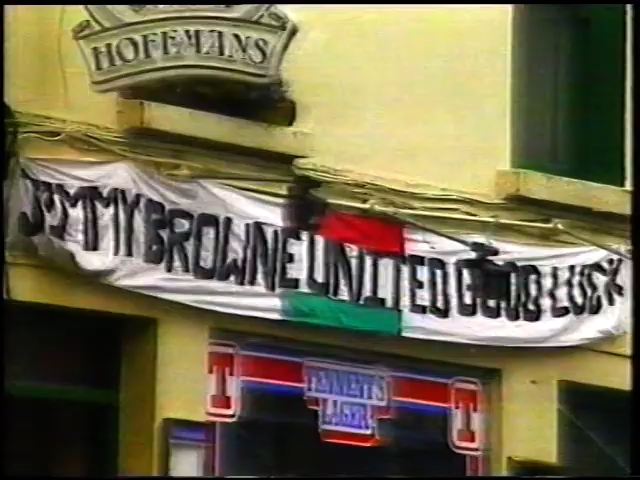 HOFFMANS
JIMMY BROWNE UNITED GOOD LUCK
T TENNENT'S T
LAGER